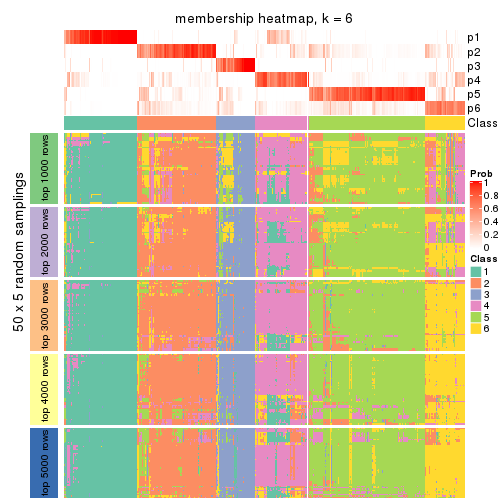 membership heatmap, k = 6
p1
p2
p3
p4
p5
p6
Class
50 x 5 random samplings
top 1000 rows
top 2000 rows
top 3000 rows
top 4000 rows
top 5000 rows
Prob
1
0.8
0.6
0.4
0.2
0
Class
1
2
3
4
5
6